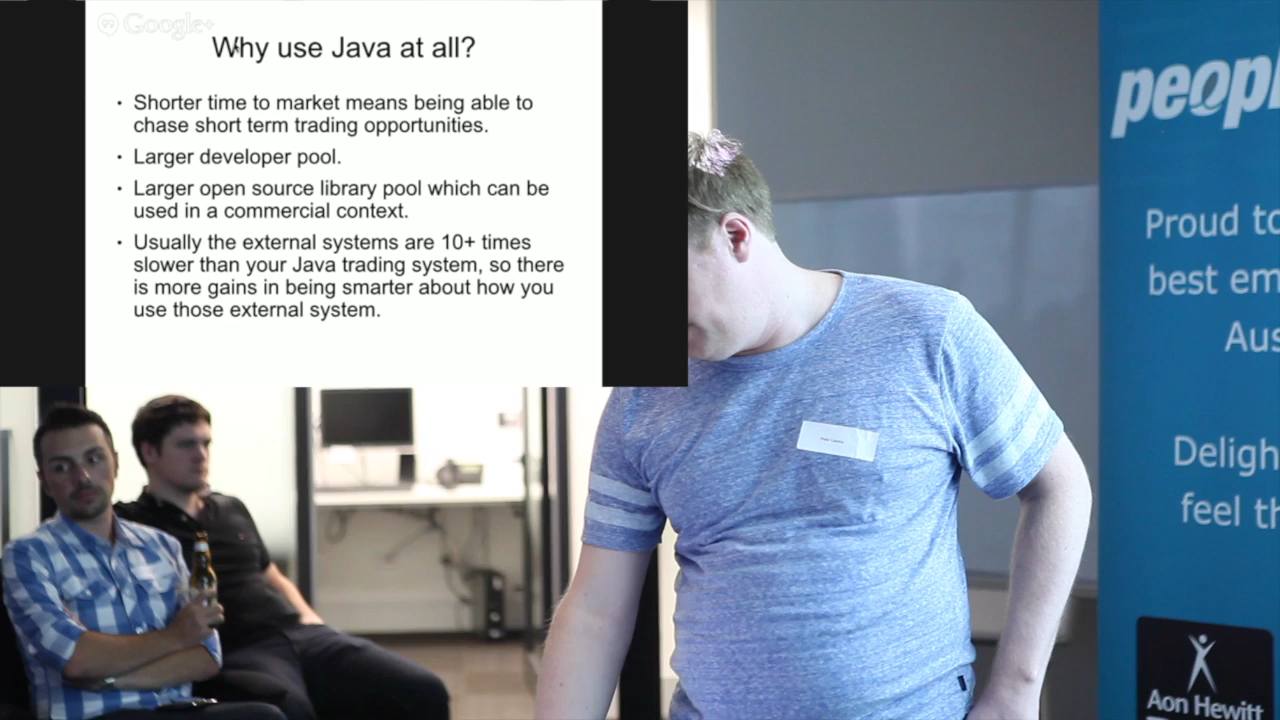 Google+
Why use Java at all?
• Shorter time to market means being able to
chase short term trading opportunities.
• Larger developer pool.
• Larger open source library pool which can be
used in a commercial context.
• Usually the external systems are 10+ times
slower than your Java trading system, so there
is more gains in being smarter about how you
use those external system.
peopl
Proud to
best em
Aus
Deligh
feel th
Aon Hewitt